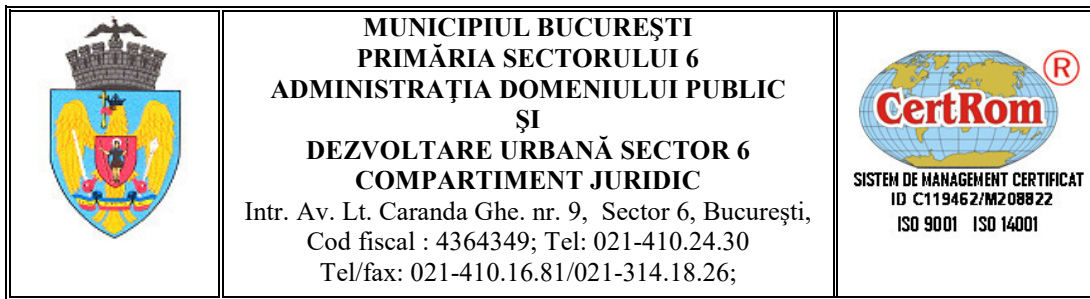 MUNICIPIUL BUCUREŞTI
PRIMĂRIA SECTORULUI 6
ADMINISTRAŢIA DOMENIULUI PUBLIC
ŞI
DEZVOLTARE URBANĂ SECTOR 6
COMPARTIMENT JURIDIC
Intr. Av. Lt. Caranda Ghe. nr. 9, Sector 6, Bucureşti,
Cod fiscal : 4364349; Tel: 021-410.24.30
Tel/fax: 021-410.16.81/021-314.18.26;
CertRom ®
SISTEM DE MANAGEMENT CERTIFICAT
ID C119462/M208822
ISO 9001 ISO 14001